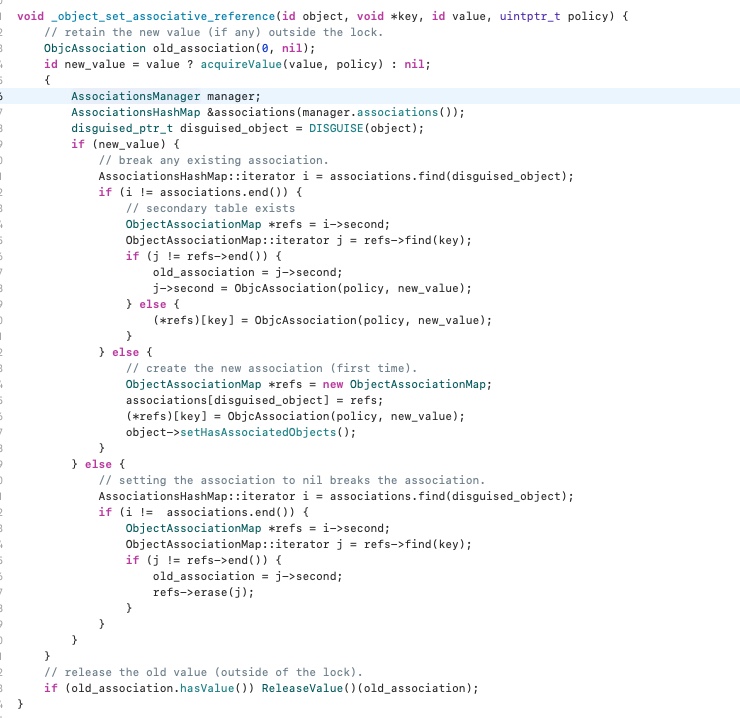 void _object_set_associative_reference(id object, void *key, id value, uintptr_t policy) {
    // retain the new value (if any) outside the lock.
    ObjcAssociation old_association(0, nil);
    id new_value = value ? acquireValue(value, policy) : nil;
    {
        AssociationsManager manager;
        AssociationsHashMap &associations(manager.associations());
        disguised_ptr_t disguised_object = DISGUISE(object);
        if (new_value) {
            // break any existing association.
            AssociationsHashMap::iterator i = associations.find(disguised_object);
            if (i != associations.end()) {
                // secondary table exists
                ObjectAssociationMap *refs = i->second;
                ObjectAssociationMap::iterator j = refs->find(key);
                if (j != refs->end()) {
                    old_association = j->second;
                    j->second = ObjcAssociation(policy, new_value);
                } else {
                    (*refs)[key] = ObjcAssociation(policy, new_value);
                }
            } else {
                // create the new association (first time).
                ObjectAssociationMap *refs = new ObjectAssociationMap;
                associations[disguised_object] = refs;
                (*refs)[key] = ObjcAssociation(policy, new_value);
                object->setHasAssociatedObjects();
            }
        } else {
            // setting the association to nil breaks the association.
            AssociationsHashMap::iterator i = associations.find(disguised_object);
            if (i !=  associations.end()) {
                ObjectAssociationMap *refs = i->second;
                ObjectAssociationMap::iterator j = refs->find(key);
                if (j != refs->end()) {
                    old_association = j->second;
                    refs->erase(j);
                }
            }
        }
    }
    // release the old value (outside of the lock).
    if (old_association.hasValue()) ReleaseValue()(old_association);
}